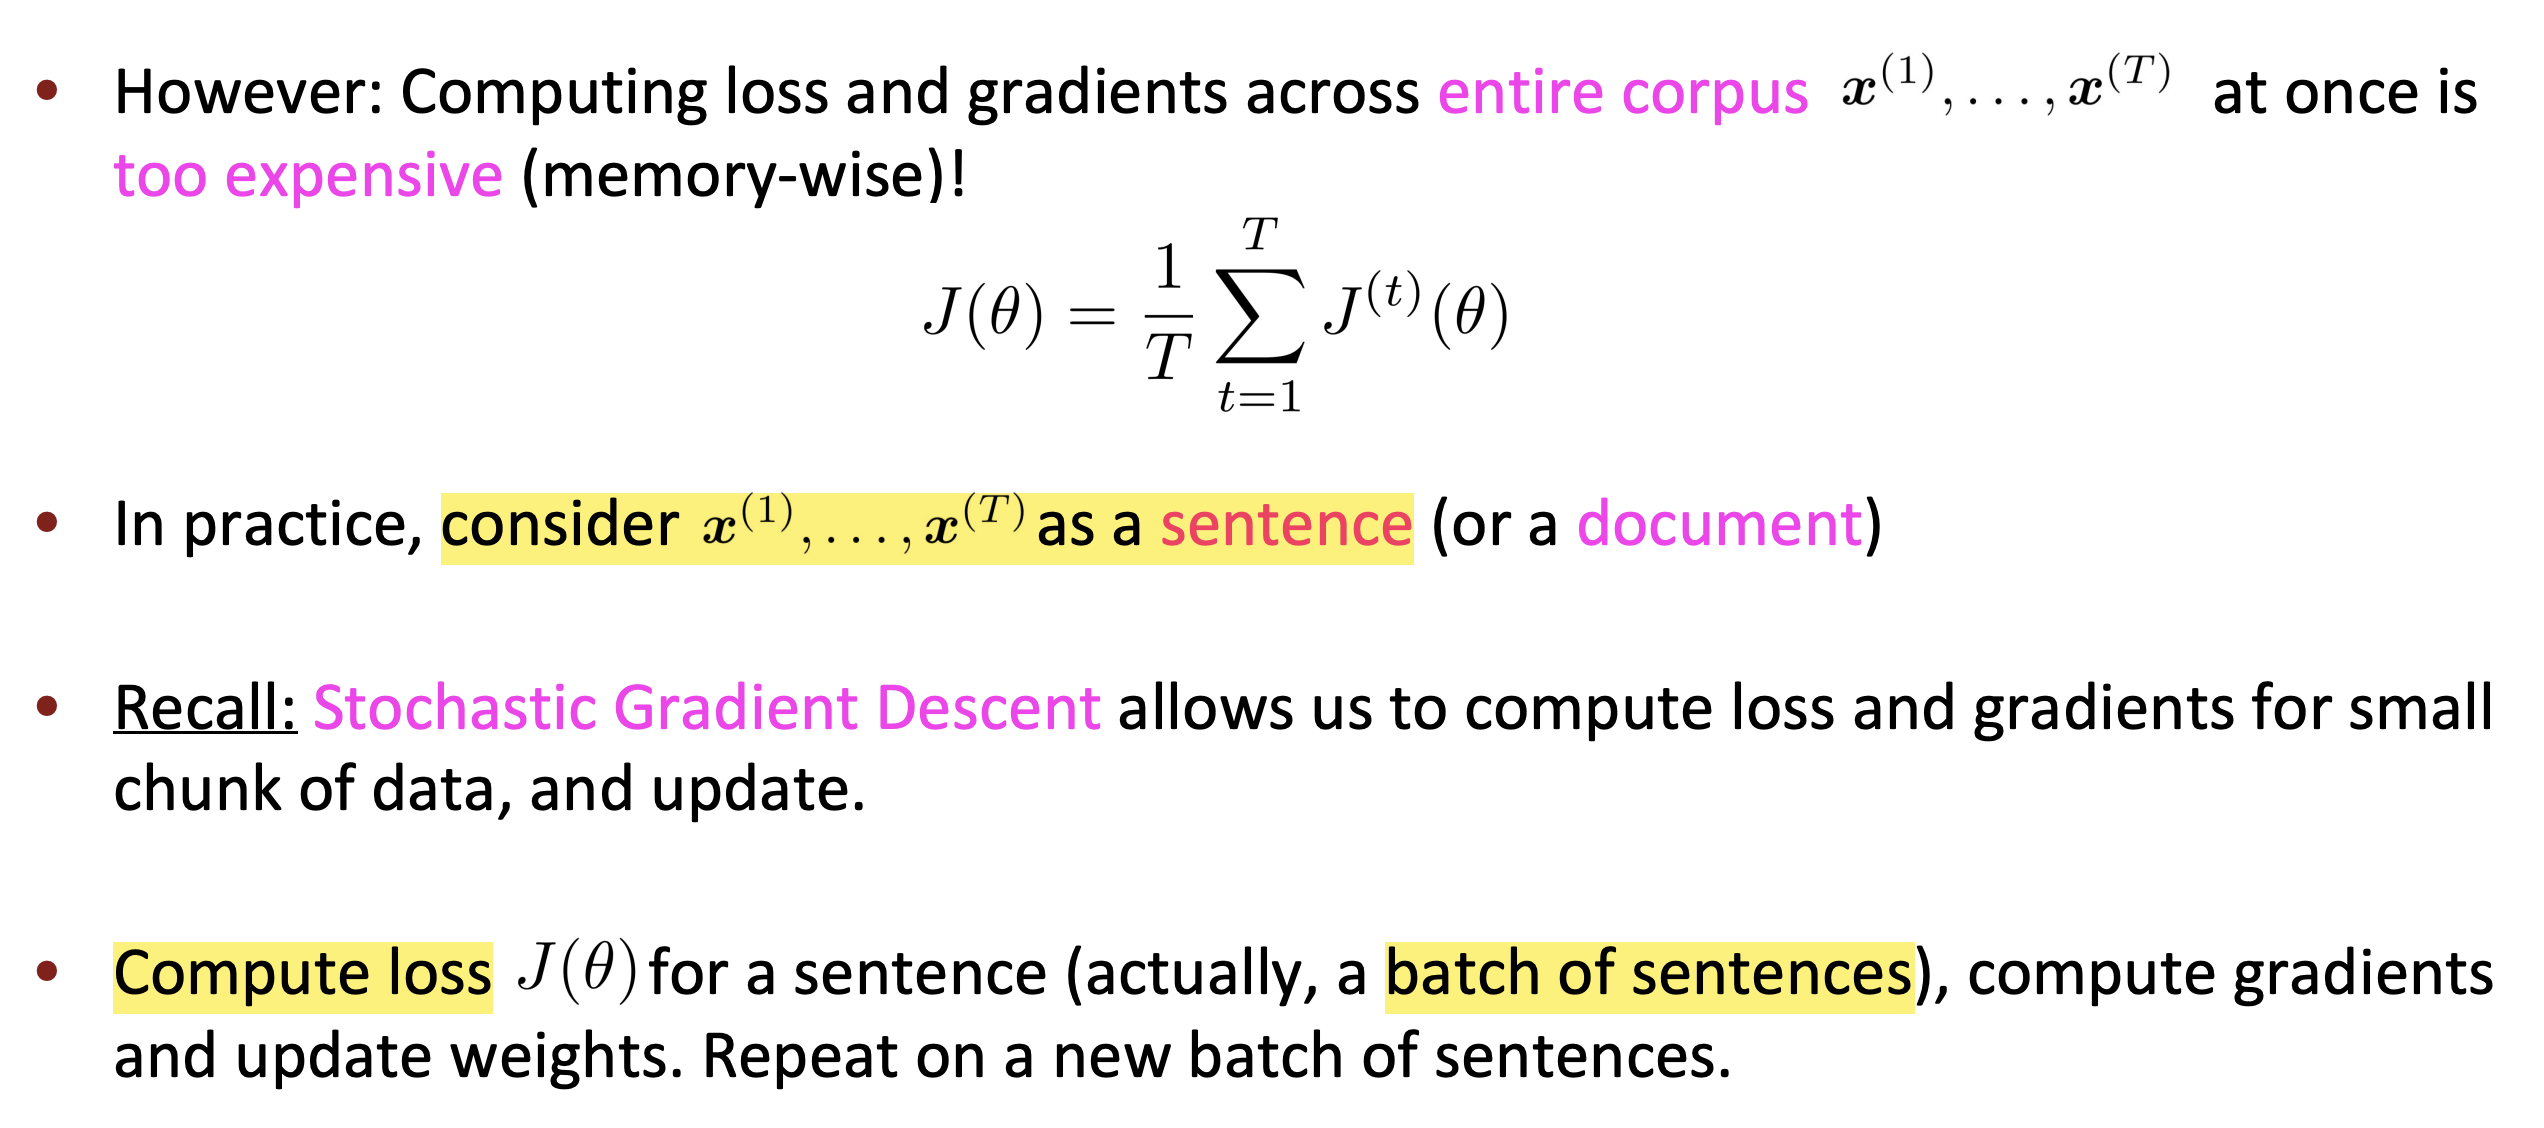 • However: Computing loss and gradients across entire corpus $\boldsymbol{x}^{(1)}, \ldots, \boldsymbol{x}^{(T)}$ at once is
too expensive (memory-wise)!
$J(\theta) = \frac{1}{T} \sum_{t=1}^{T} J^{(t)}(\theta)$
• In practice, consider $\boldsymbol{x}^{(1)}, \ldots, \boldsymbol{x}^{(T)}$ as a sentence (or a document)
• Recall: Stochastic Gradient Descent allows us to compute loss and gradients for small
chunk of data, and update.
• Compute loss $J(\theta)$ for a sentence (actually, a batch of sentences), compute gradients
and update weights. Repeat on a new batch of sentences.